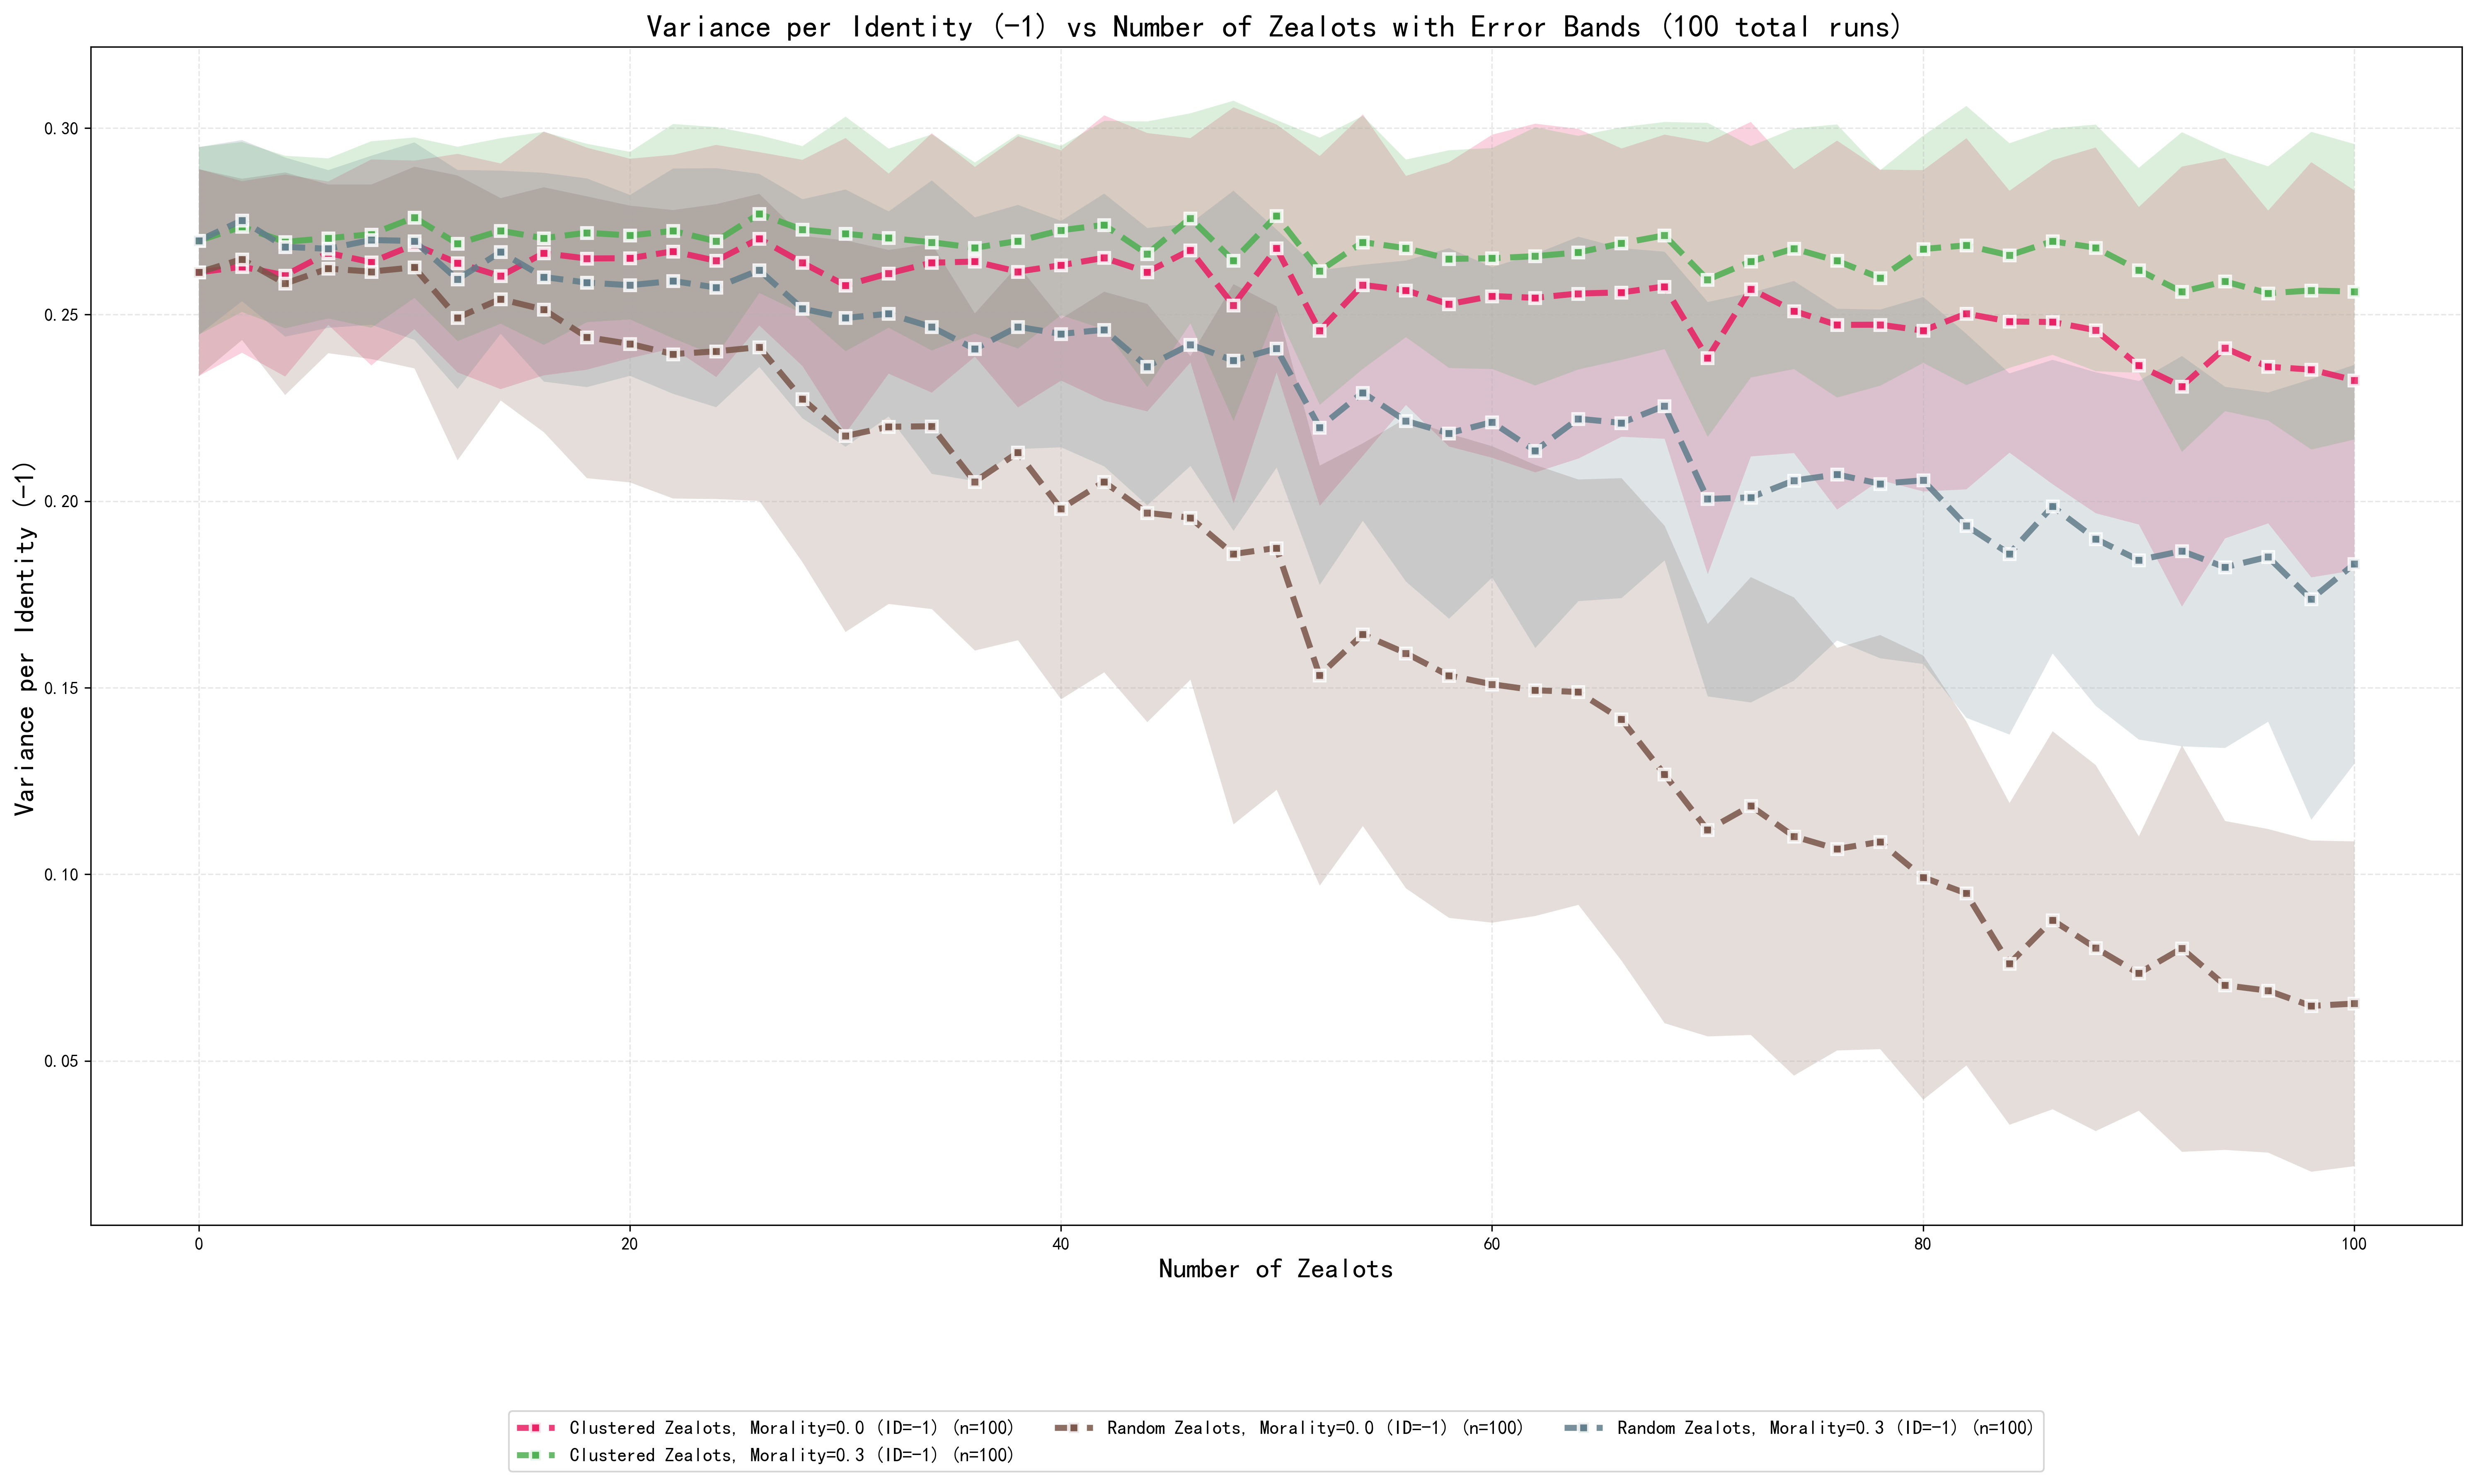 Variance per Identity (-1) vs Number of Zealots with Error Bands (100 total runs)
Variance per Identity (-1)
0.30
0.25
0.20
0.15
0.10
0.05
0
20
40
60
80
100
Number of Zealots
Clustered Zealots, Morality=0.0 (ID=-1) (n=100)
Clustered Zealots, Morality=0.3 (ID=-1) (n=100)
Random Zealots, Morality=0.0 (ID=-1) (n=100)
Random Zealots, Morality=0.3 (ID=-1) (n=100)